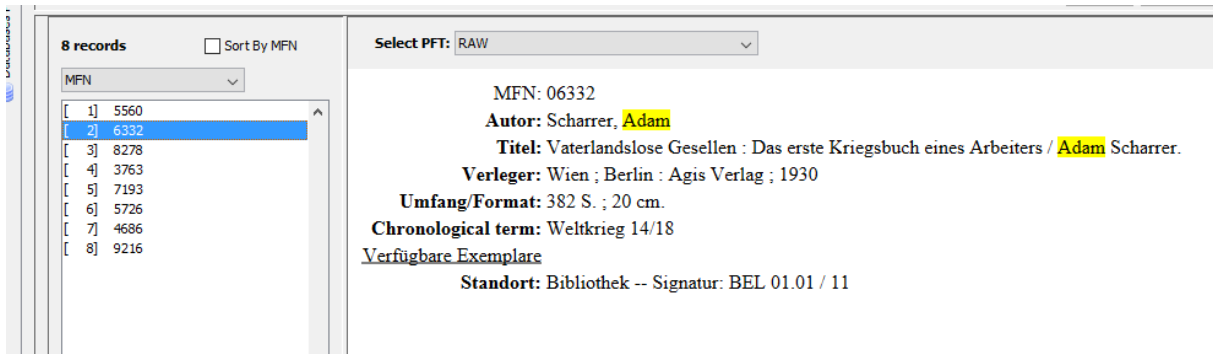 Databases
8 records
Sort By MFN
Select PFT: RAW
MFN
[ 1] 5560
[ 2] 6332
[ 3] 8278
[ 4] 3763
[ 5] 7193
[ 6] 5726
[ 7] 4686
[ 8] 9216
MFN: 06332
Autor: Scharrer, Adam
Titel: Vaterlandslose Gesellen : Das erste Kriegsbuch eines Arbeiters / Adam Scharrer.
Verleger: Wien ; Berlin : Agis Verlag ; 1930
Umfang/Format: 382 S. ; 20 cm.
Chronological term: Weltkrieg 14/18
Verfügbare Exemplare
Standort: Bibliothek -- Signatur: BEL 01.01 / 11